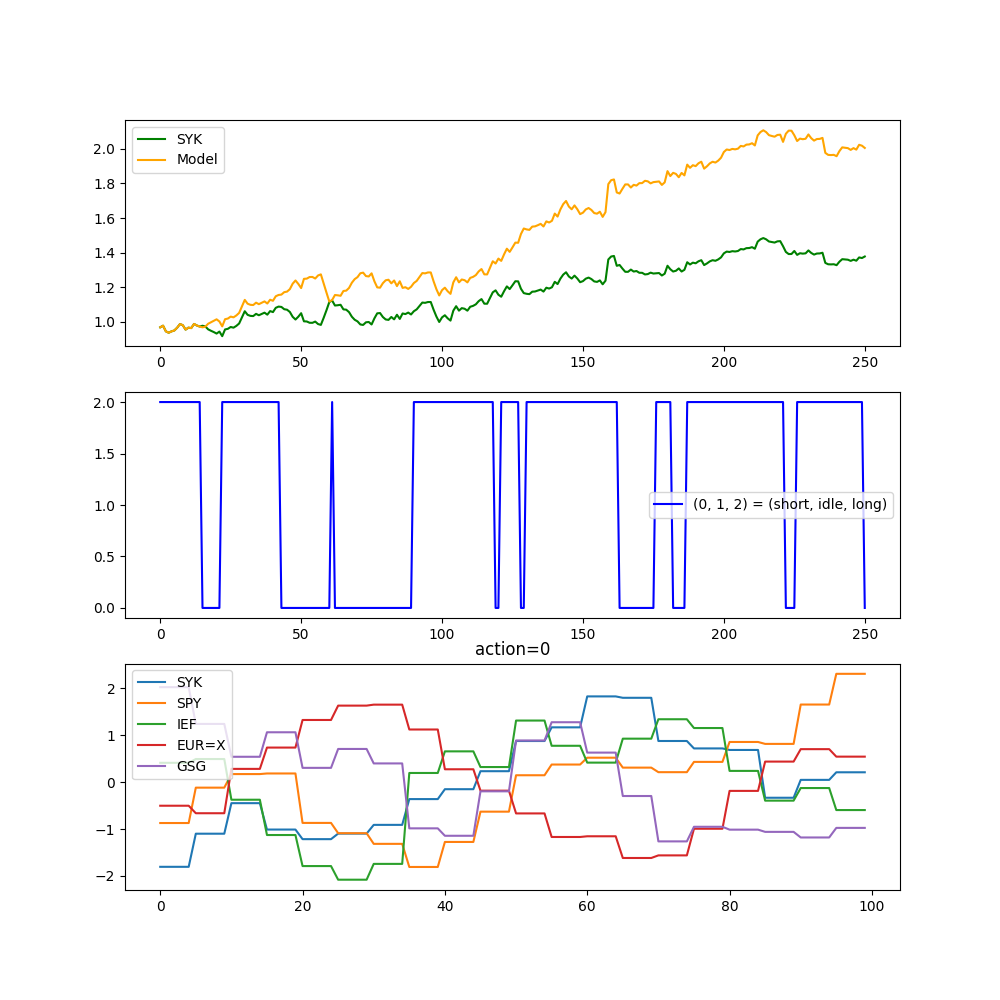 SYK
Model
2.0
1.8
1.6
1.4
1.2
1.0
0 50 100 150 200 250
2.0
1.5
1.0
0.5
0.0
(0, 1, 2) = (short, idle, long)
0 50 100 150 200 250
action=0
SYK
SPY
IEF
EUR=X
GSG
2
1
0
−1
−2
0 20 40 60 80 100